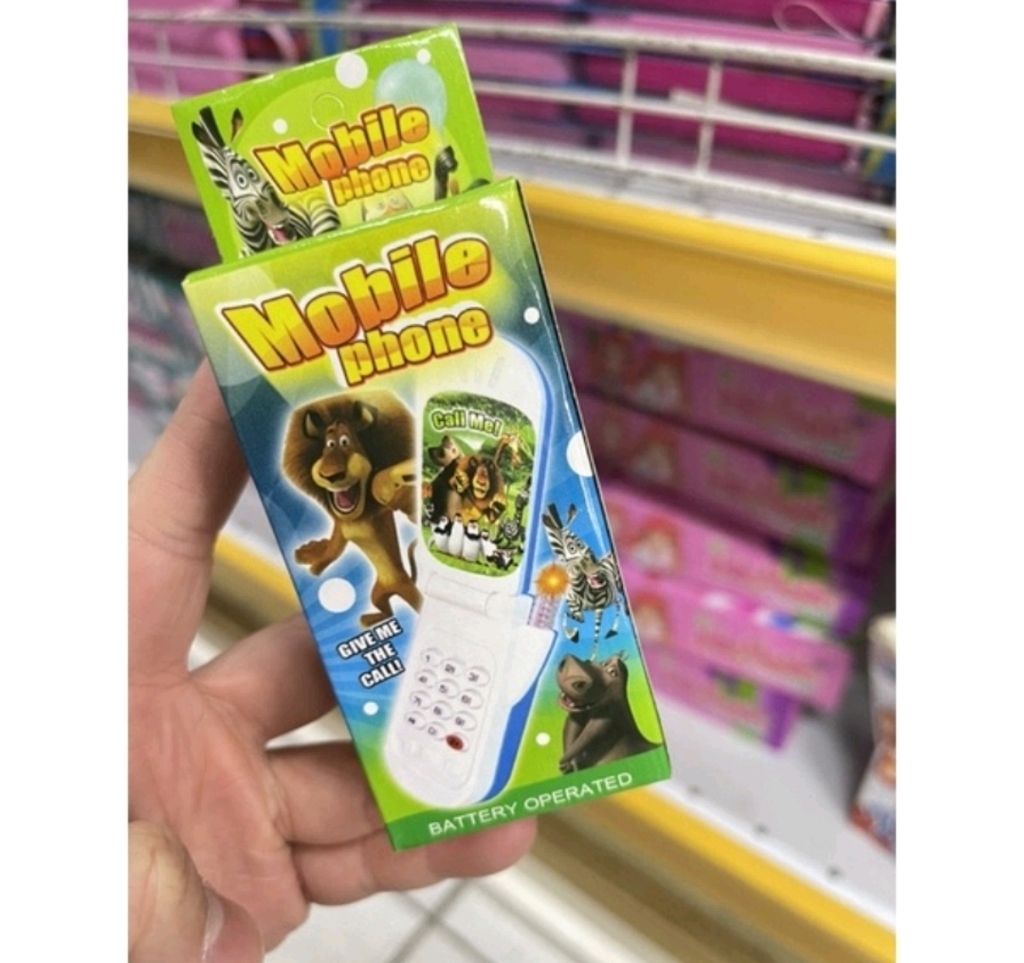 Mobile
phone
Mobile
phone
Call Me!
GIVE ME
THE
CALL!
BATTERY OPERATED